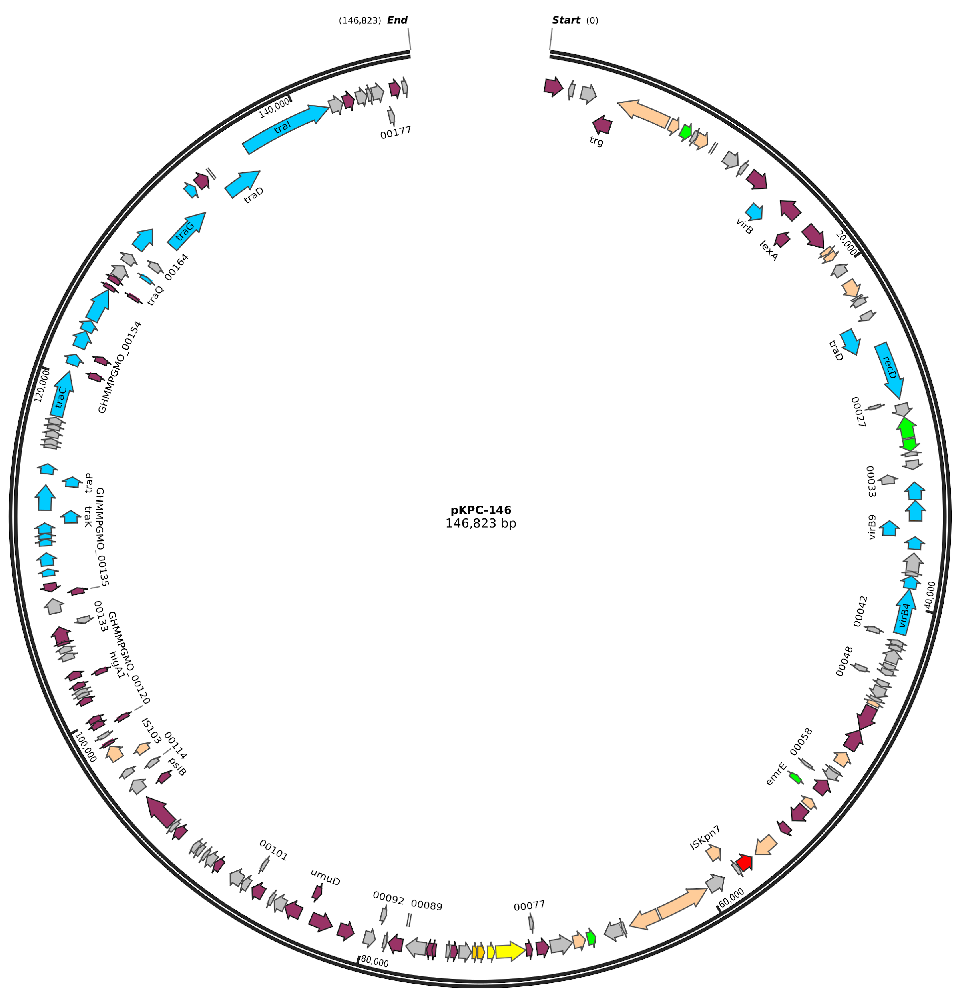 (146,823) End
Start (0)
140,000
traI
00177
trg
traD
virB
traG
lexA
20,000
00164
traQ
traD
recD
GHMMPGMO_00154
120,000
traC
00027
traP
00033
GHMMPGMO_00135
traK
pKPC-146
146,823 bp
virB9
40,000
00042
virB4
00133
GHMMPGMO_00120
higA1
00048
IS103
00114
100,000
psiB
00058
emrE
ISKpn7
00101
umuD
60,000
00092
00089
00077
80,000